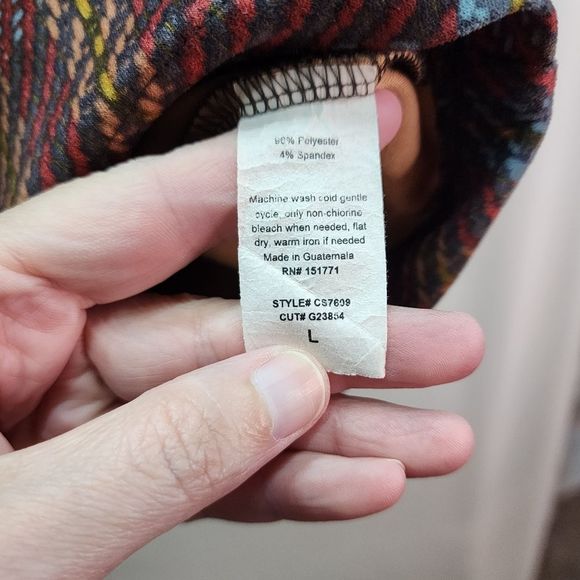 96% Polyester
4% Spandex
Machine wash cold gentle
cycle, only non-chlorine
bleach when needed, flat
dry, warm iron if needed
Made in Guatemala
RN# 151771
STYLE# CS7609
CUT# G23854
L